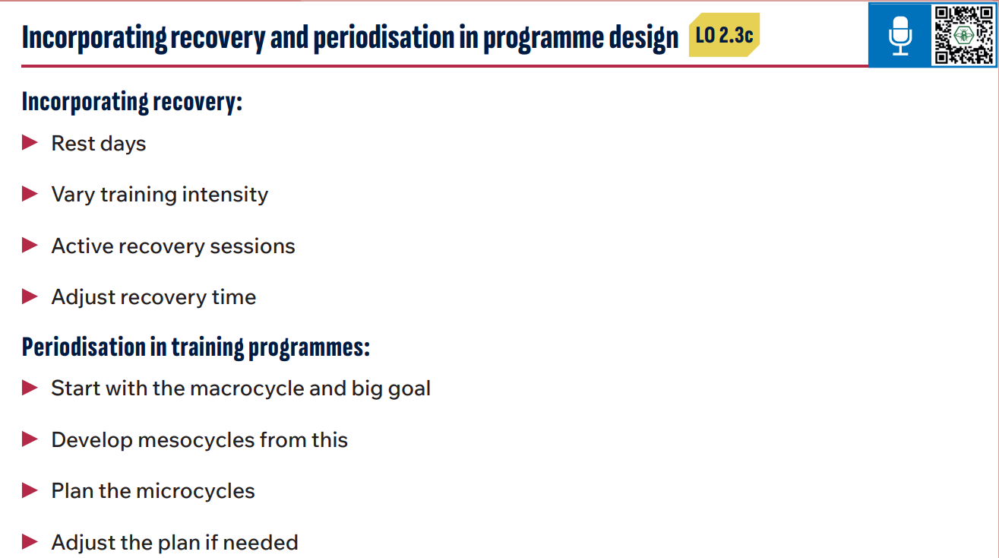 Incorporating recovery and periodisation in programme design LO 2.3c
Incorporating recovery:
Rest days
Vary training intensity
Active recovery sessions
Adjust recovery time
Periodisation in training programmes:
Start with the macrocycle and big goal
Develop mesocycles from this
Plan the microcycles
Adjust the plan if needed